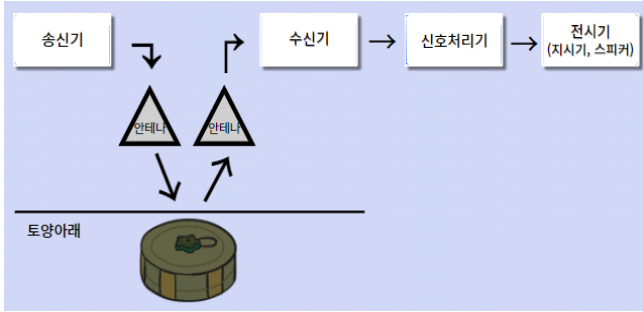 송신기
수신기
신호처리기
전시기
(지시기, 스피커)
안테나
안테나
토양아래